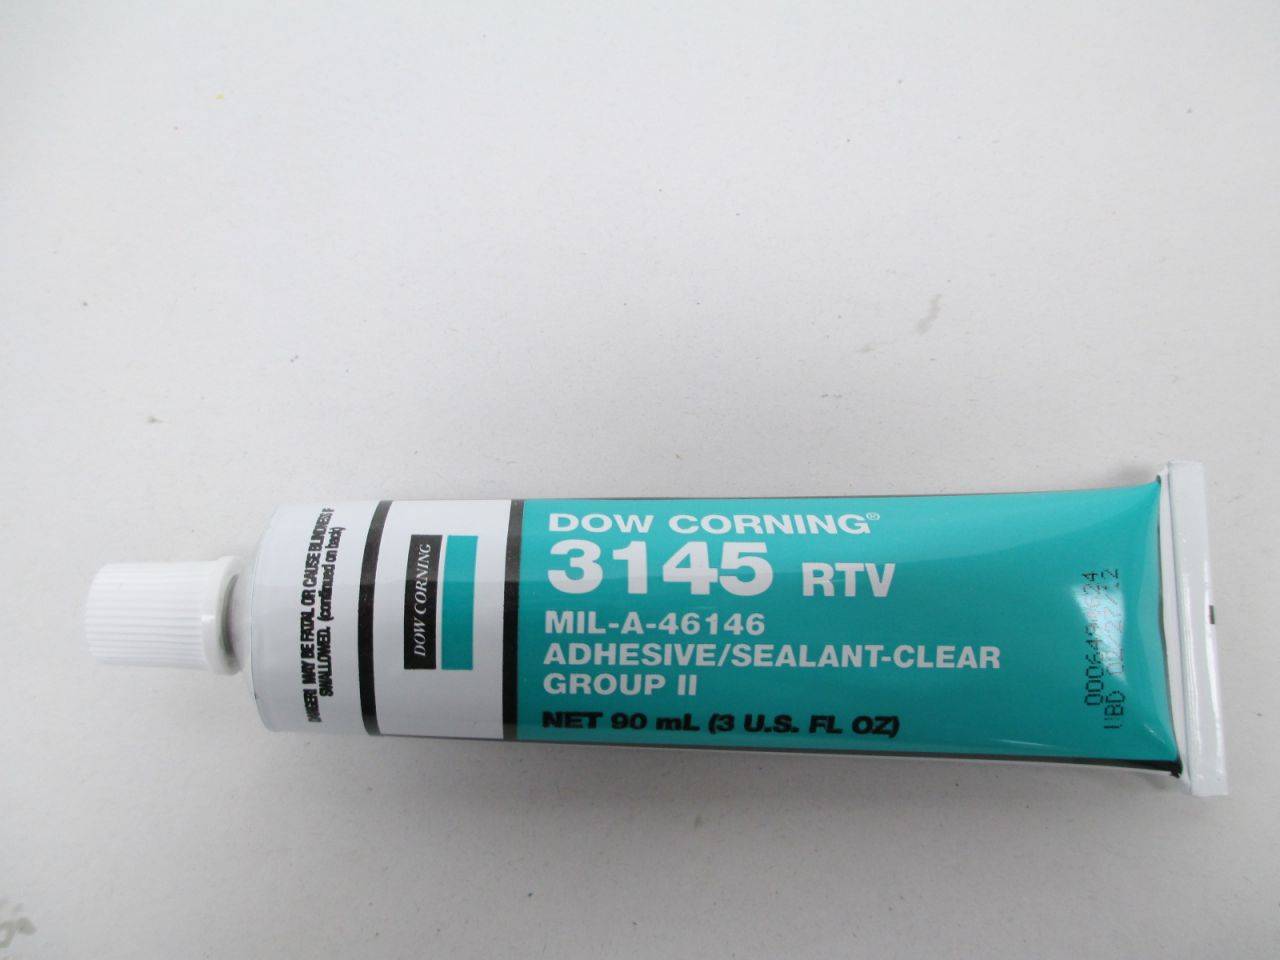 DOW CORNING®
3145 RTV
MIL-A-46146
ADHESIVE/SEALANT-CLEAR
GROUP II
NET 90 mL (3 U.S. FL OZ)
DOW CORNING
DANGER! MAY BE FATAL OR CAUSE BLINDNESS IF
SWALLOWED. (continued on back)
UBD